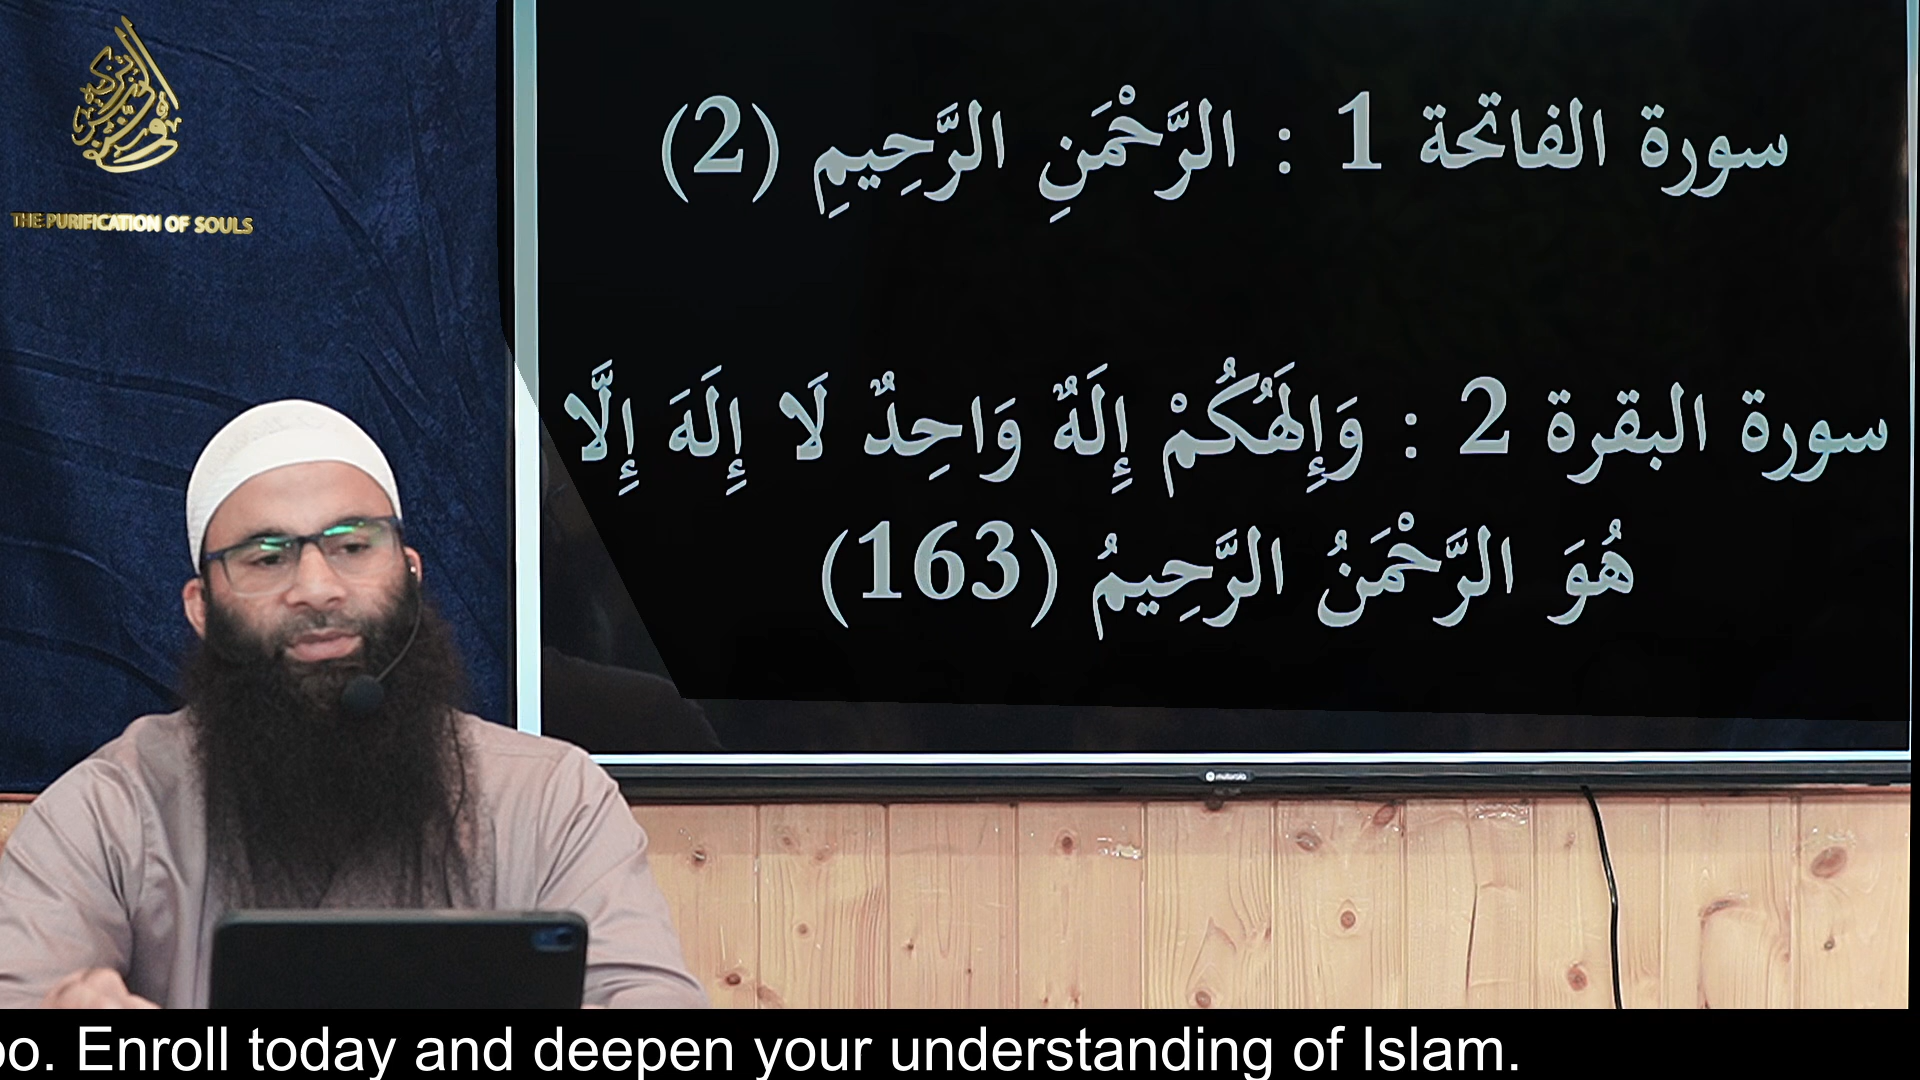 THE PURIFICATION OF SOULS
سورة الفاتحة 1 : الرَّحْمَنِ الرَّحِيمِ (2)
سورة البقرة 2 : وَإِلَهُكُمْ إِلَهٌ وَاحِدٌ لَا إِلَهَ إِلَّا
هُوَ الرَّحْمَنُ الرَّحِيمُ (163)
motorola
Enroll today and deepen your understanding of Islam.